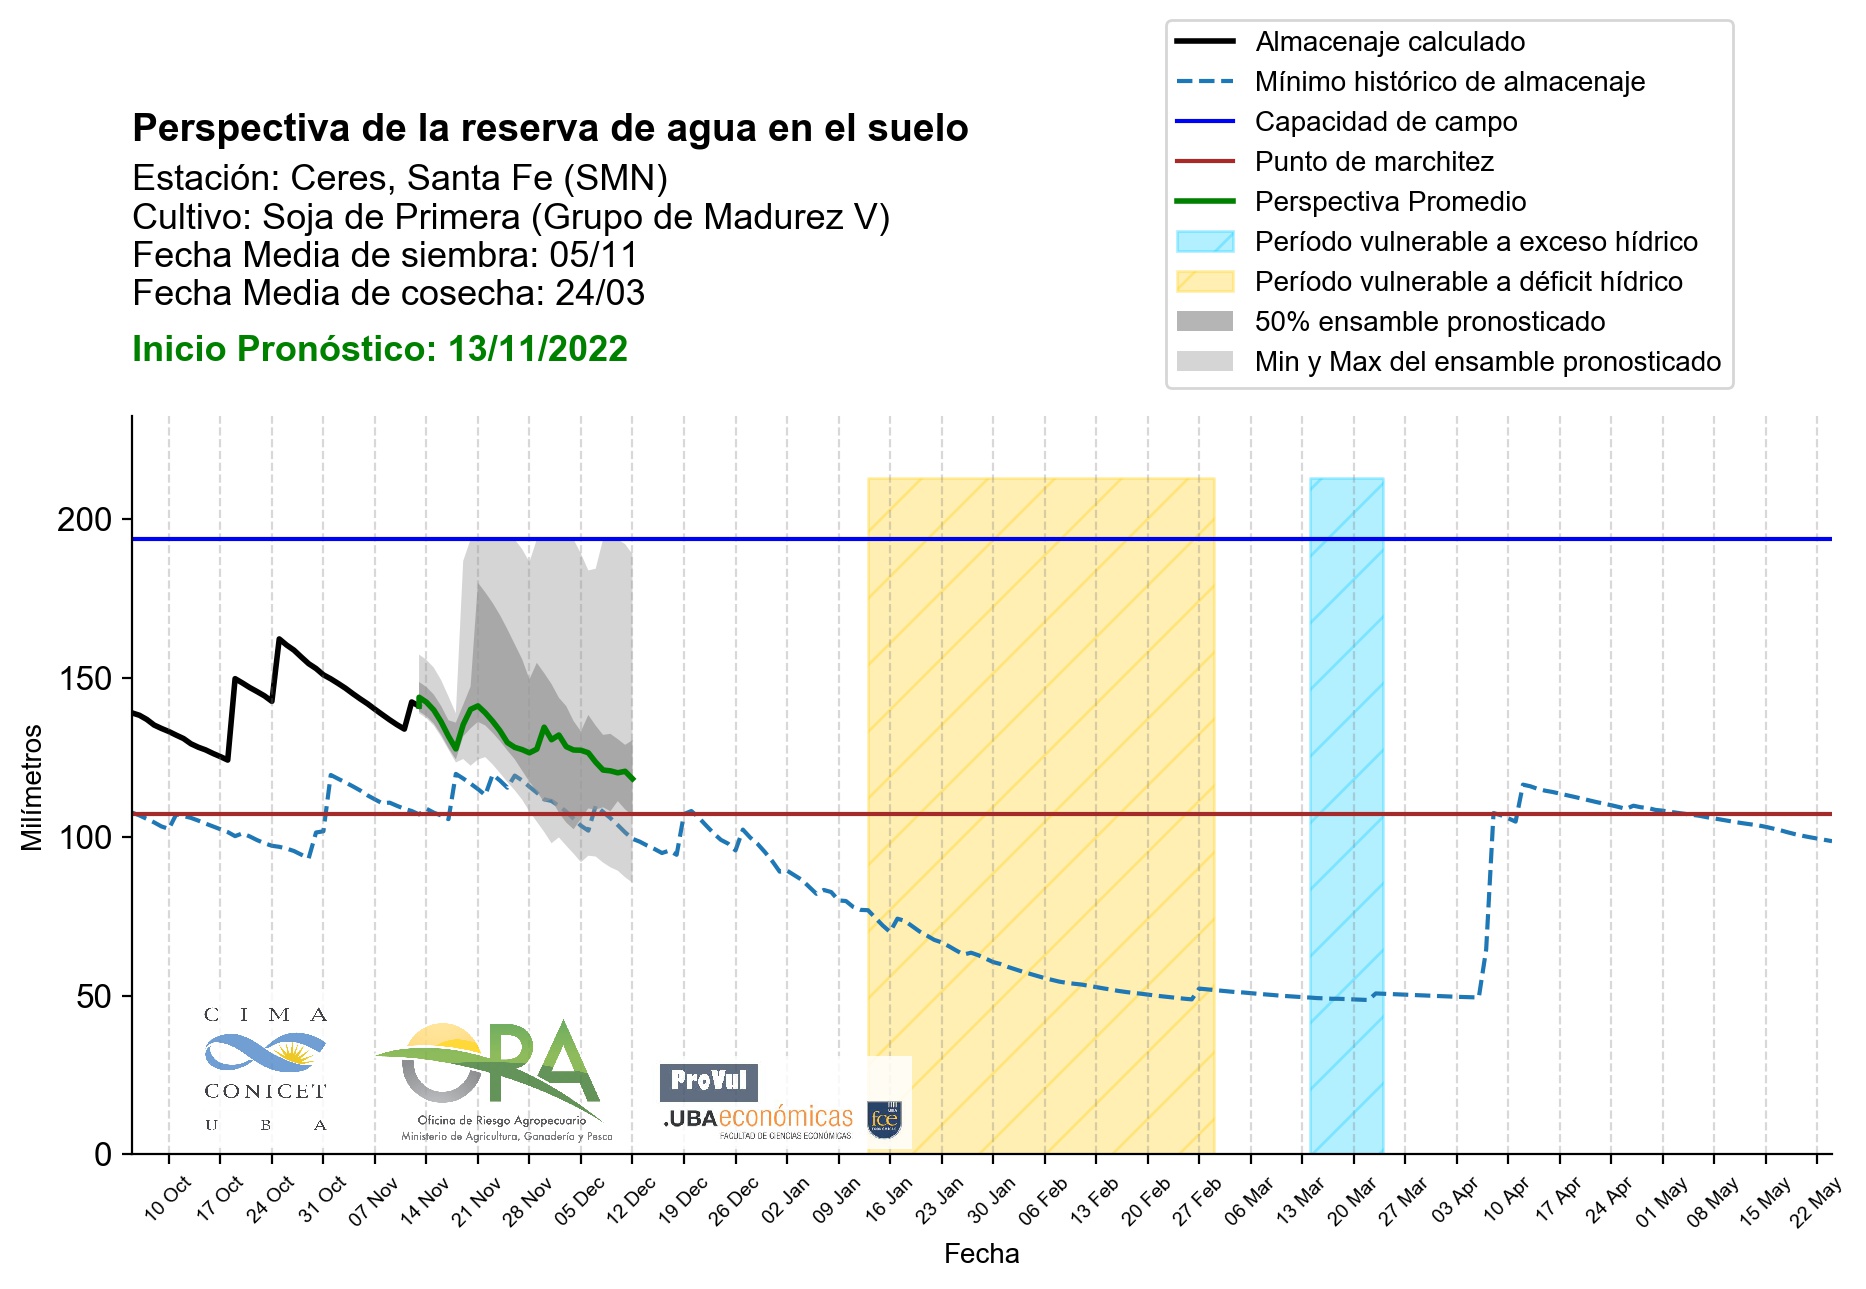 Almacenaje calculado
Mínimo histórico de almacenaje
Capacidad de campo
Punto de marchitez
Perspectiva Promedio
Período vulnerable a exceso hídrico
Período vulnerable a déficit hídrico
50% ensamble pronosticado
Min y Max del ensamble pronosticado
Perspectiva de la reserva de agua en el suelo
Estación: Ceres, Santa Fe (SMN)
Cultivo: Soja de Primera (Grupo de Madurez V)
Fecha Media de siembra: 05/11
Fecha Media de cosecha: 24/03
Inicio Pronóstico: 13/11/2022
Milímetros
200
150
100
50
0
C I M A
CONICET
U B A
ORA
Oficina de Riesgo Agropecuario
Ministerio de Agricultura, Ganadería y Pesca
ProVul
.UBAeconómicas
FACULTAD DE CIENCIAS ECONÓMICAS
UBA
fce
ECONÓMICAS
10 Oct
17 Oct
24 Oct
31 Oct
07 Nov
14 Nov
21 Nov
28 Nov
05 Dec
12 Dec
19 Dec
26 Dec
02 Jan
09 Jan
16 Jan
23 Jan
30 Jan
06 Feb
13 Feb
20 Feb
27 Feb
06 Mar
13 Mar
20 Mar
27 Mar
03 Apr
10 Apr
17 Apr
24 Apr
01 May
08 May
15 May
22 May
Fecha